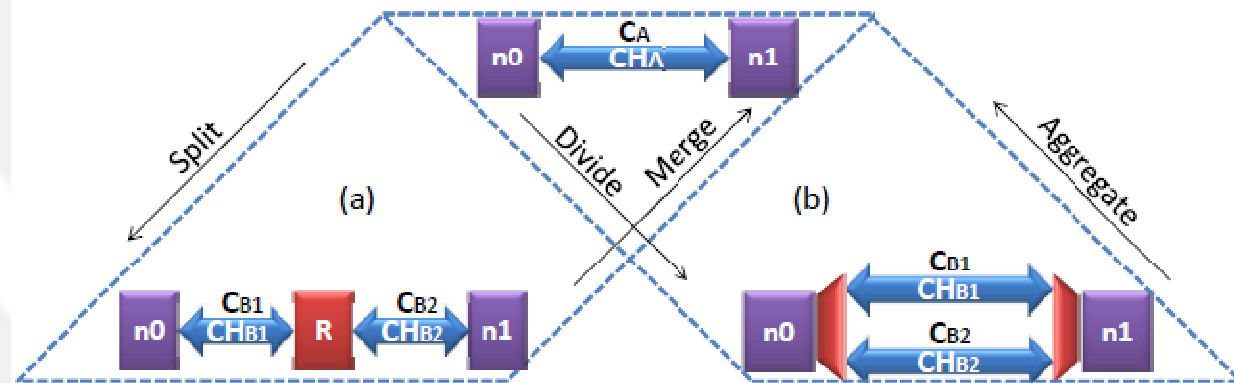 CA
n0 CHA n1
Split
Divide
Merge
Aggregate
(a)
(b)
CB1 CB2
n0 CHB1 R CHB2 n1
CB1
CHB1
n0 n1
CB2
CHB2